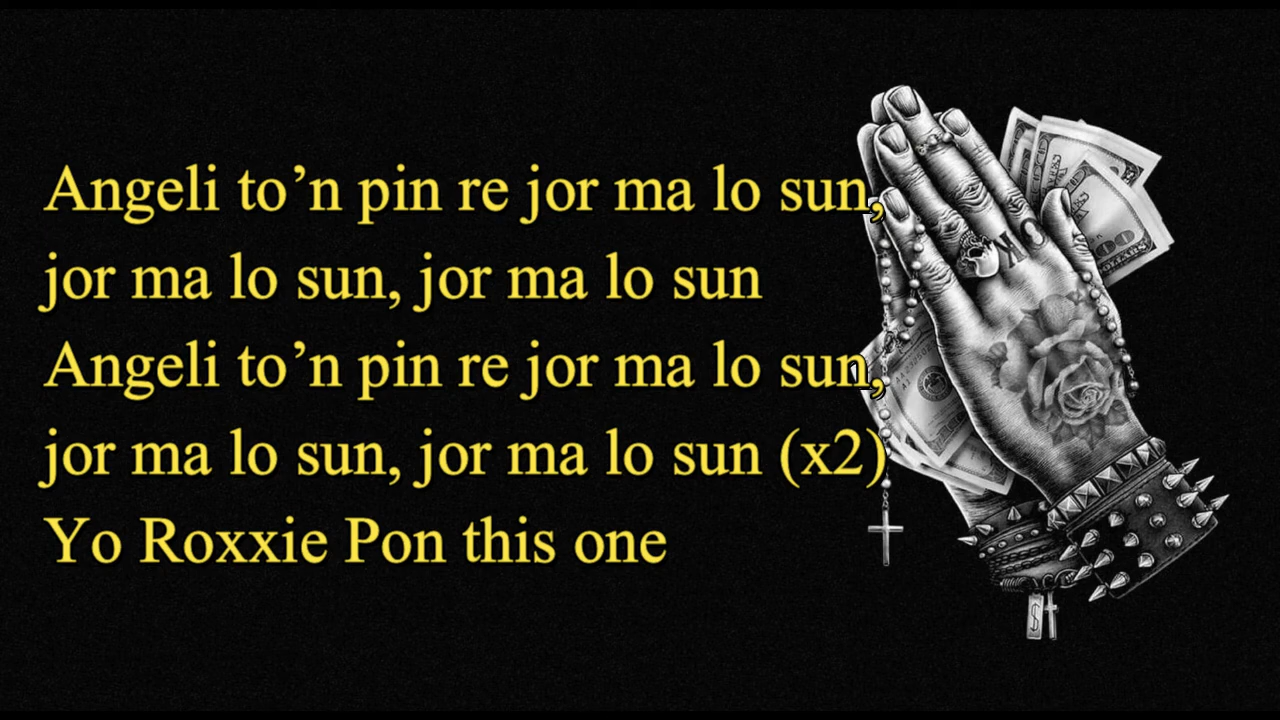 Angeli to’n pin re jor ma lo sun,
jor ma lo sun, jor ma lo sun
Angeli to’n pin re jor ma lo sun,
jor ma lo sun, jor ma lo sun (x2)
Yo Roxxie Pon this one